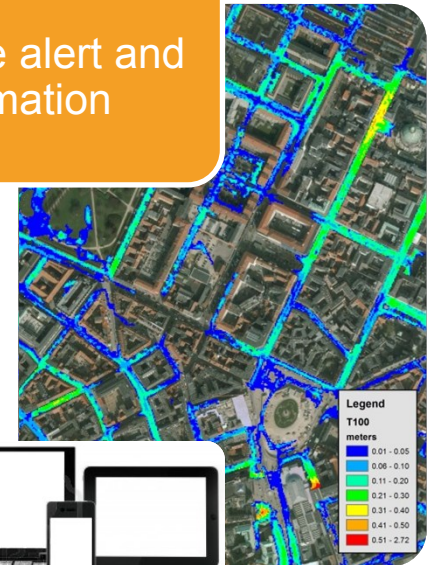 e alert and
mation
Legend
T100
meters
0.01 - 0.05
0.06 - 0.10
0.11 - 0.20
0.21 - 0.30
0.31 - 0.40
0.41 - 0.50
0.51 - 2.72